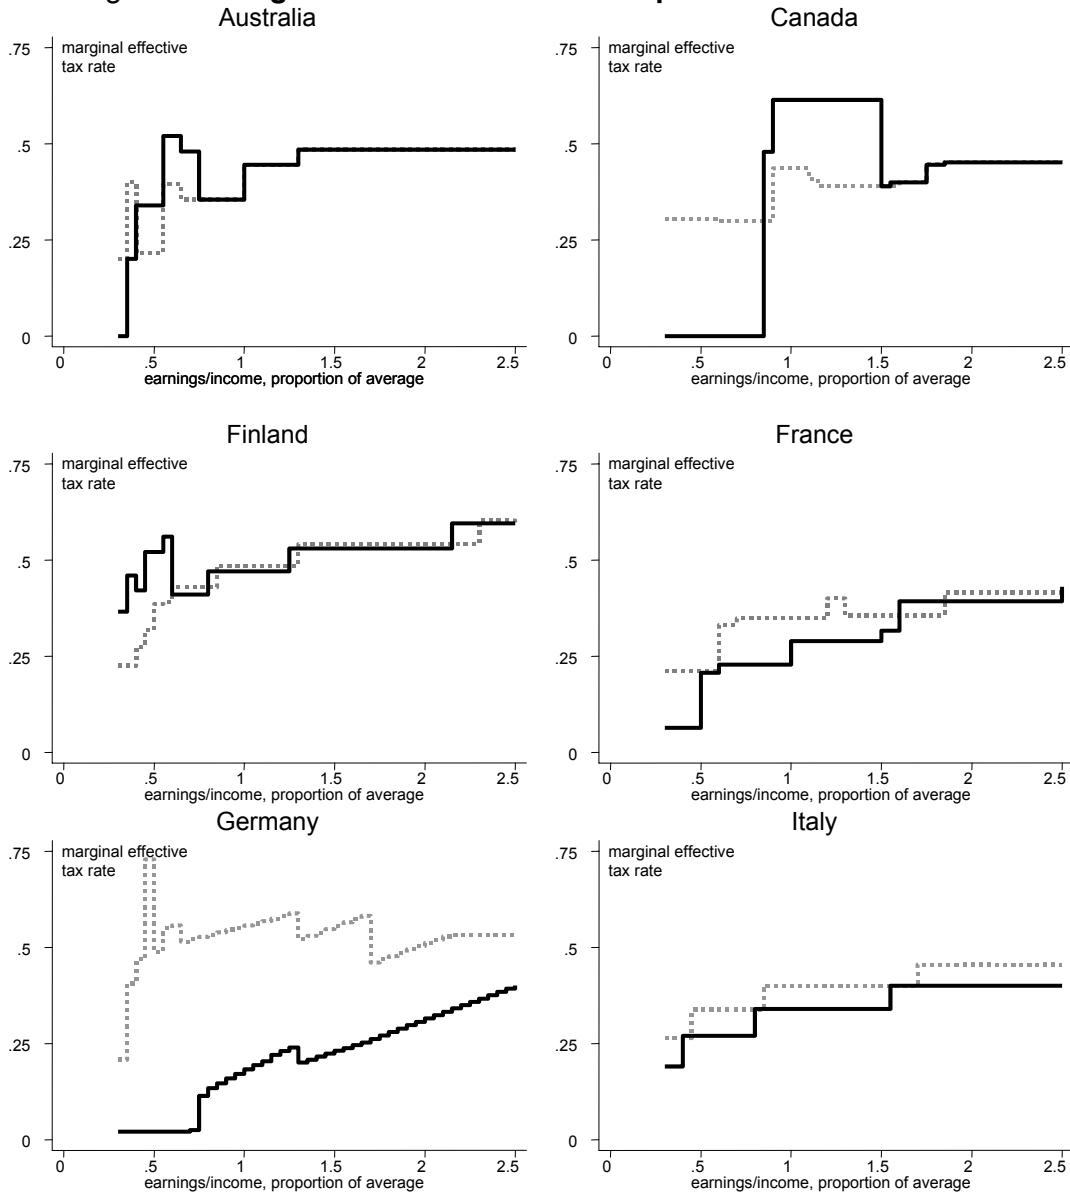 Australia
.75
marginal effective
tax rate
.5
.25
0
0 .5 1 1.5 2 2.5
earnings/income, proportion of average
Canada
.75
marginal effective
tax rate
.5
.25
0
0 .5 1 1.5 2 2.5
earnings/income, proportion of average
Finland
.75
marginal effective
tax rate
.5
.25
0
0 .5 1 1.5 2 2.5
earnings/income, proportion of average
France
.75
marginal effective
tax rate
.5
.25
0
0 .5 1 1.5 2 2.5
earnings/income, proportion of average
Germany
.75
marginal effective
tax rate
.5
.25
0
0 .5 1 1.5 2 2.5
earnings/income, proportion of average
Italy
.75
marginal effective
tax rate
.5
.25
0
0 .5 1 1.5 2 2.5
earnings/income, proportion of average